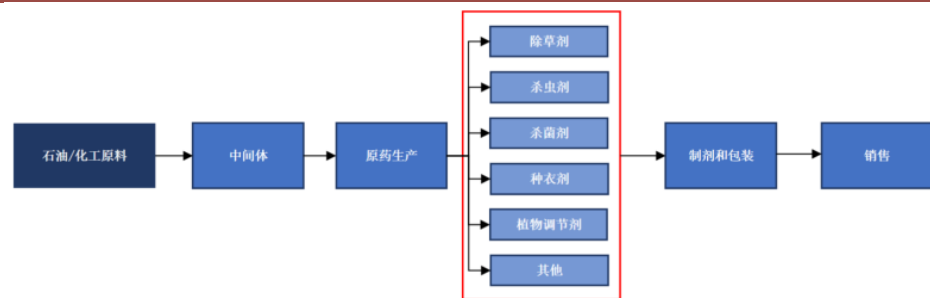 石油/化工原料
中间体
原药生产
除草剂
杀虫剂
杀菌剂
种衣剂
植物调节剂
其他
制剂和包装
销售